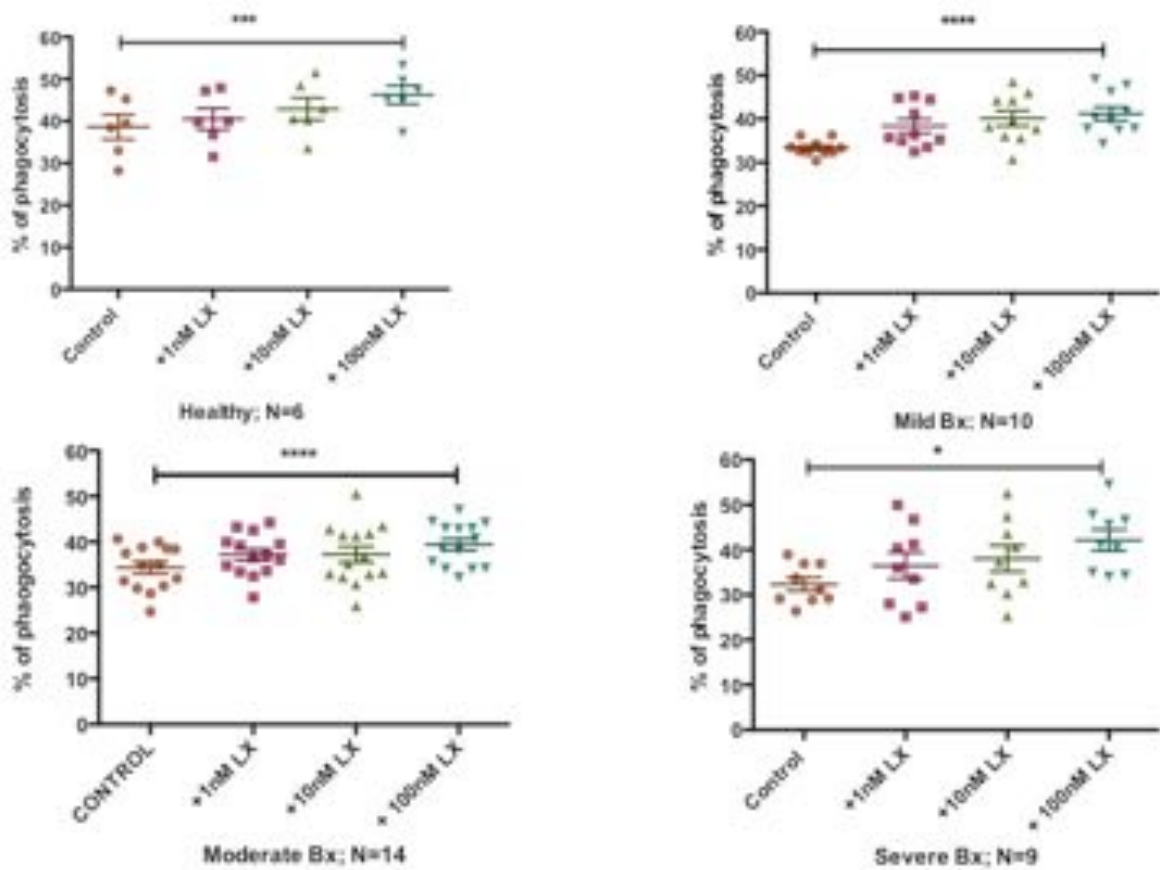 ***
60
50
40
30
20
10
0
% of phagocytosis
Control
+1nM LX
+10nM LX
+ 100nM LX
Healthy; N=6
****
60
50
40
30
20
10
0
% of phagocytosis
Control
+1nM LX
+10nM LX
+ 100nM LX
Mild Bx; N=10
****
60
50
40
30
20
10
0
% of phagocytosis
CONTROL
+1nM LX
+10nM LX
+ 100nM LX
Moderate Bx; N=14
*
60
50
40
30
20
10
0
% of phagocytosis
Control
+1nM LX
+10nM LX
+ 100nM LX
Severe Bx; N=9